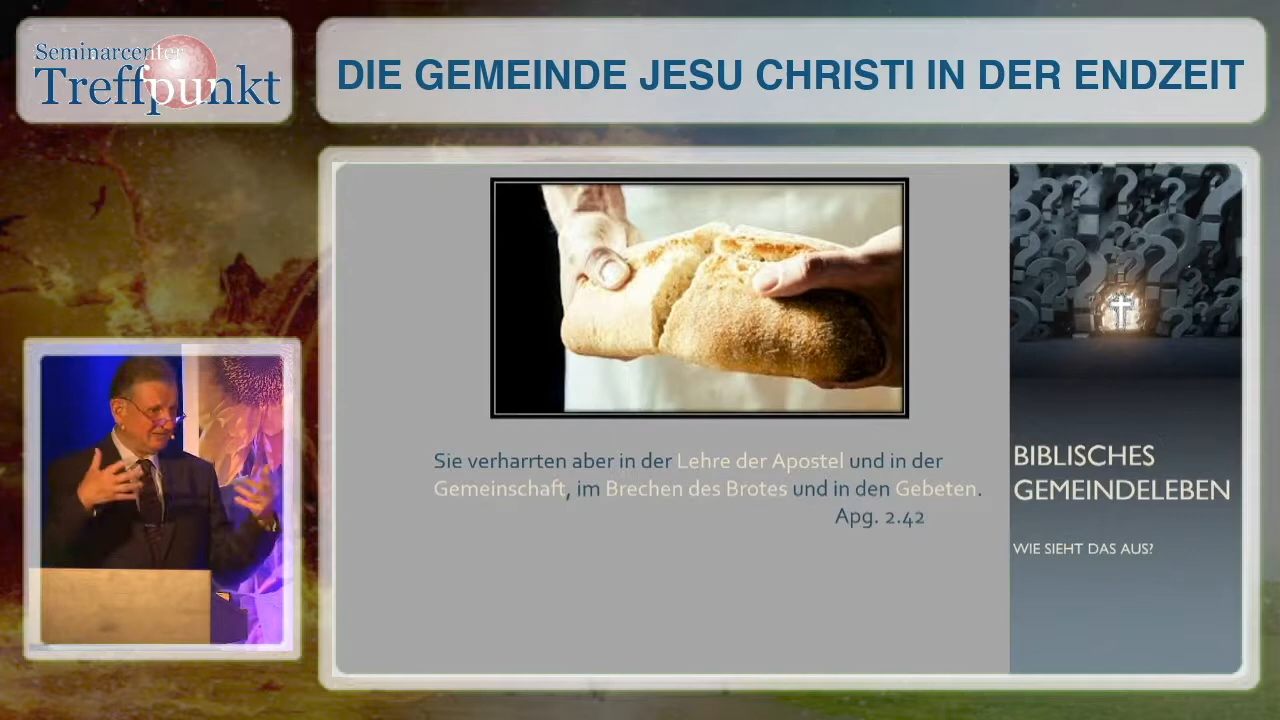 Seminarcenter
Treffpunkt
DIE GEMEINDE JESU CHRISTI IN DER ENDZEIT
Sie verharrten aber in der Lehre der Apostel und in der
Gemeinschaft, im Brechen des Brotes und in den Gebeten.
Apg. 2.42
BIBLISCHES
GEMEINDELEBEN
WIE SIEHT DAS AUS?